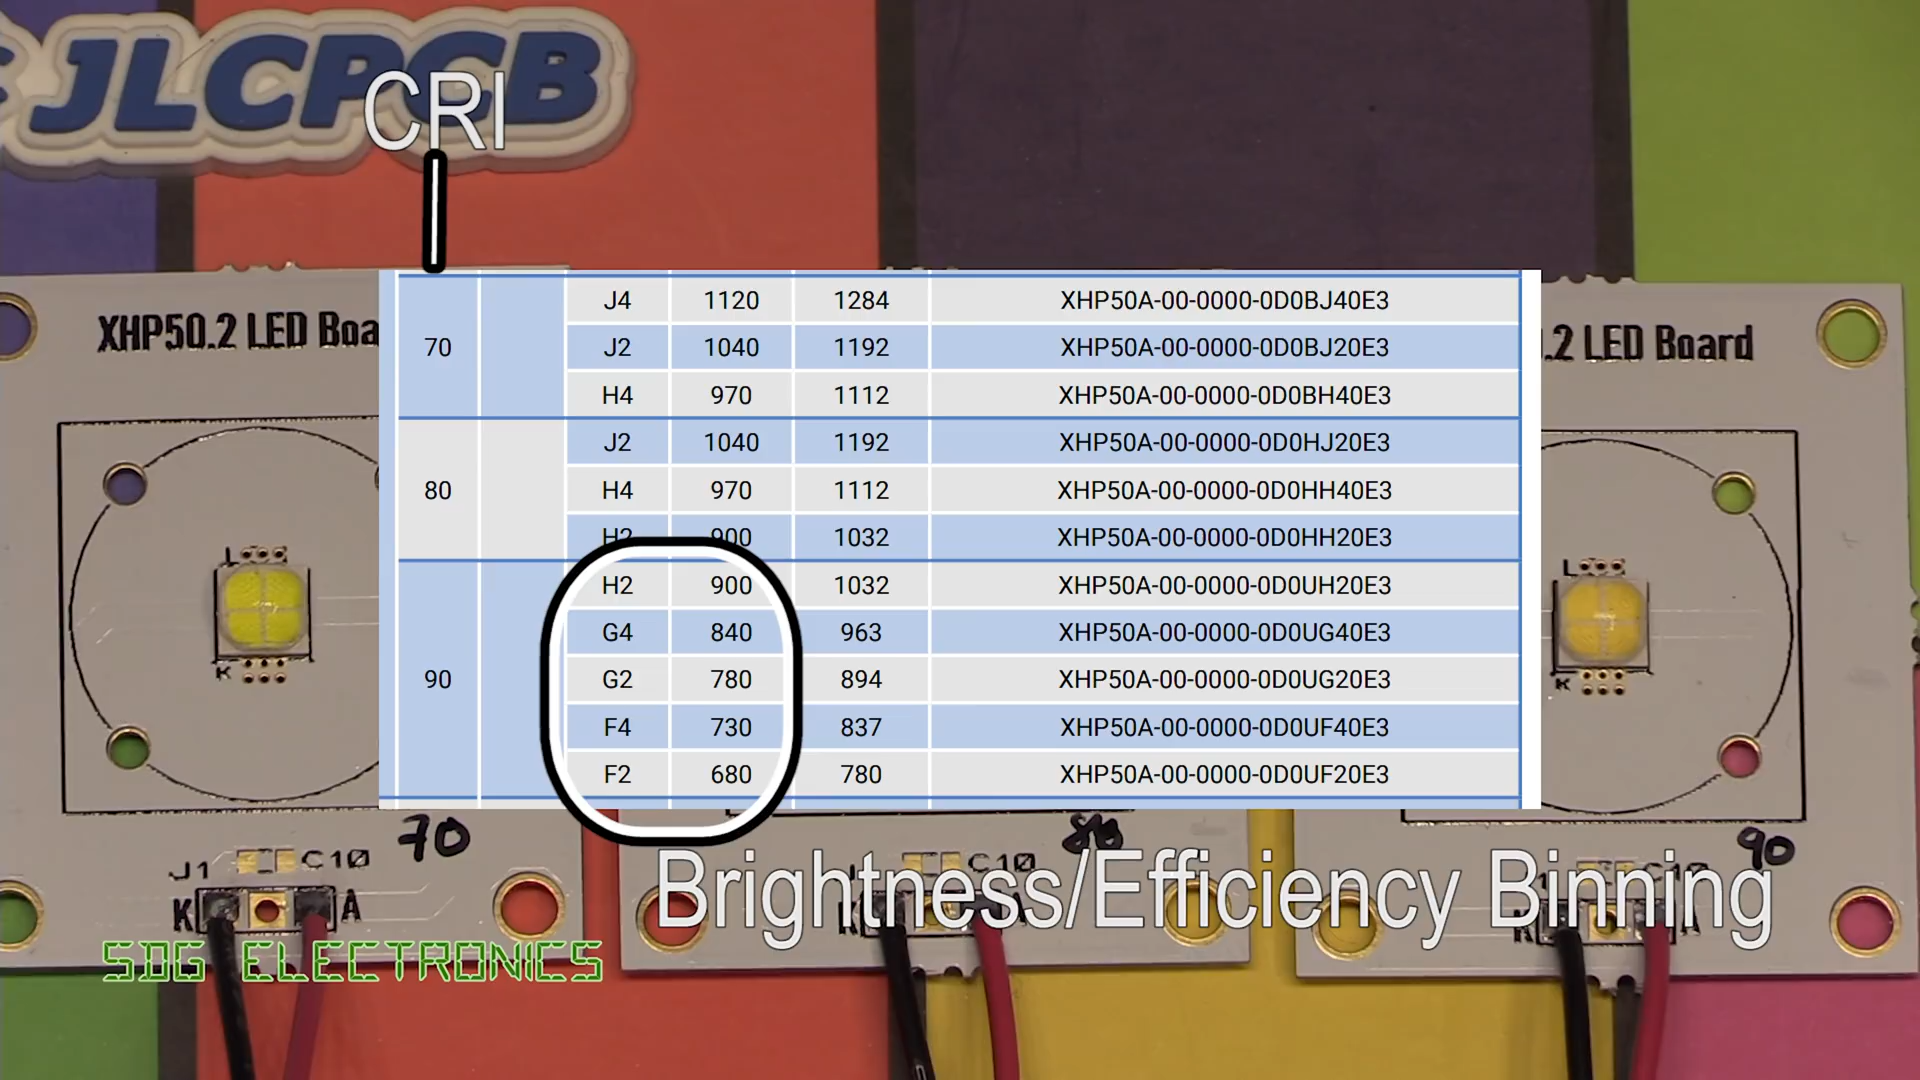 JLCPCB
CRI
XHP50.2 LED Boa
.2 LED Board
70
J4 1120 1284 XHP50A-00-0000-0D0BJ40E3
J2 1040 1192 XHP50A-00-0000-0D0BJ20E3
H4 970 1112 XHP50A-00-0000-0D0BH40E3
80
J2 1040 1192 XHP50A-00-0000-0D0HJ20E3
H4 970 1112 XHP50A-00-0000-0D0HH40E3
H2 900 1032 XHP50A-00-0000-0D0HH20E3
90
H2 900 1032 XHP50A-00-0000-0D0UH20E3
G4 840 963 XHP50A-00-0000-0D0UG40E3
G2 780 894 XHP50A-00-0000-0D0UG20E3
F4 730 837 XHP50A-00-0000-0D0UF40E3
F2 680 780 XHP50A-00-0000-0D0UF20E3
L
K
L
K
70
80
90
J1 C10
C10
K A
K
K A
Brightness/Efficiency Binning
SDG ELECTRONICS